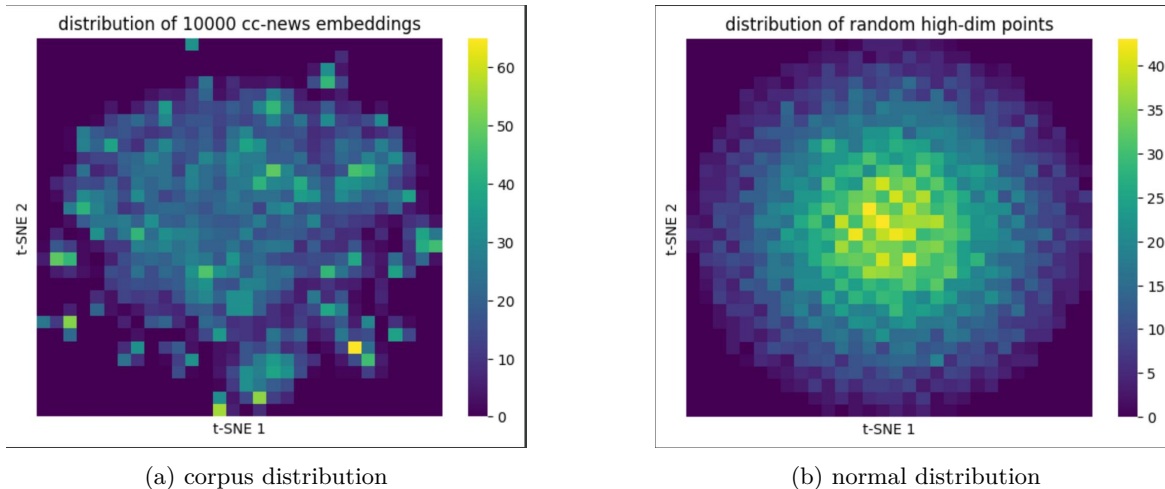 distribution of 10000 cc-news embeddings
60
50
40
30
20
10
0
t-SNE 2
t-SNE 1
(a) corpus distribution
distribution of random high-dim points
40
35
30
25
20
15
10
5
0
t-SNE 2
t-SNE 1
(b) normal distribution